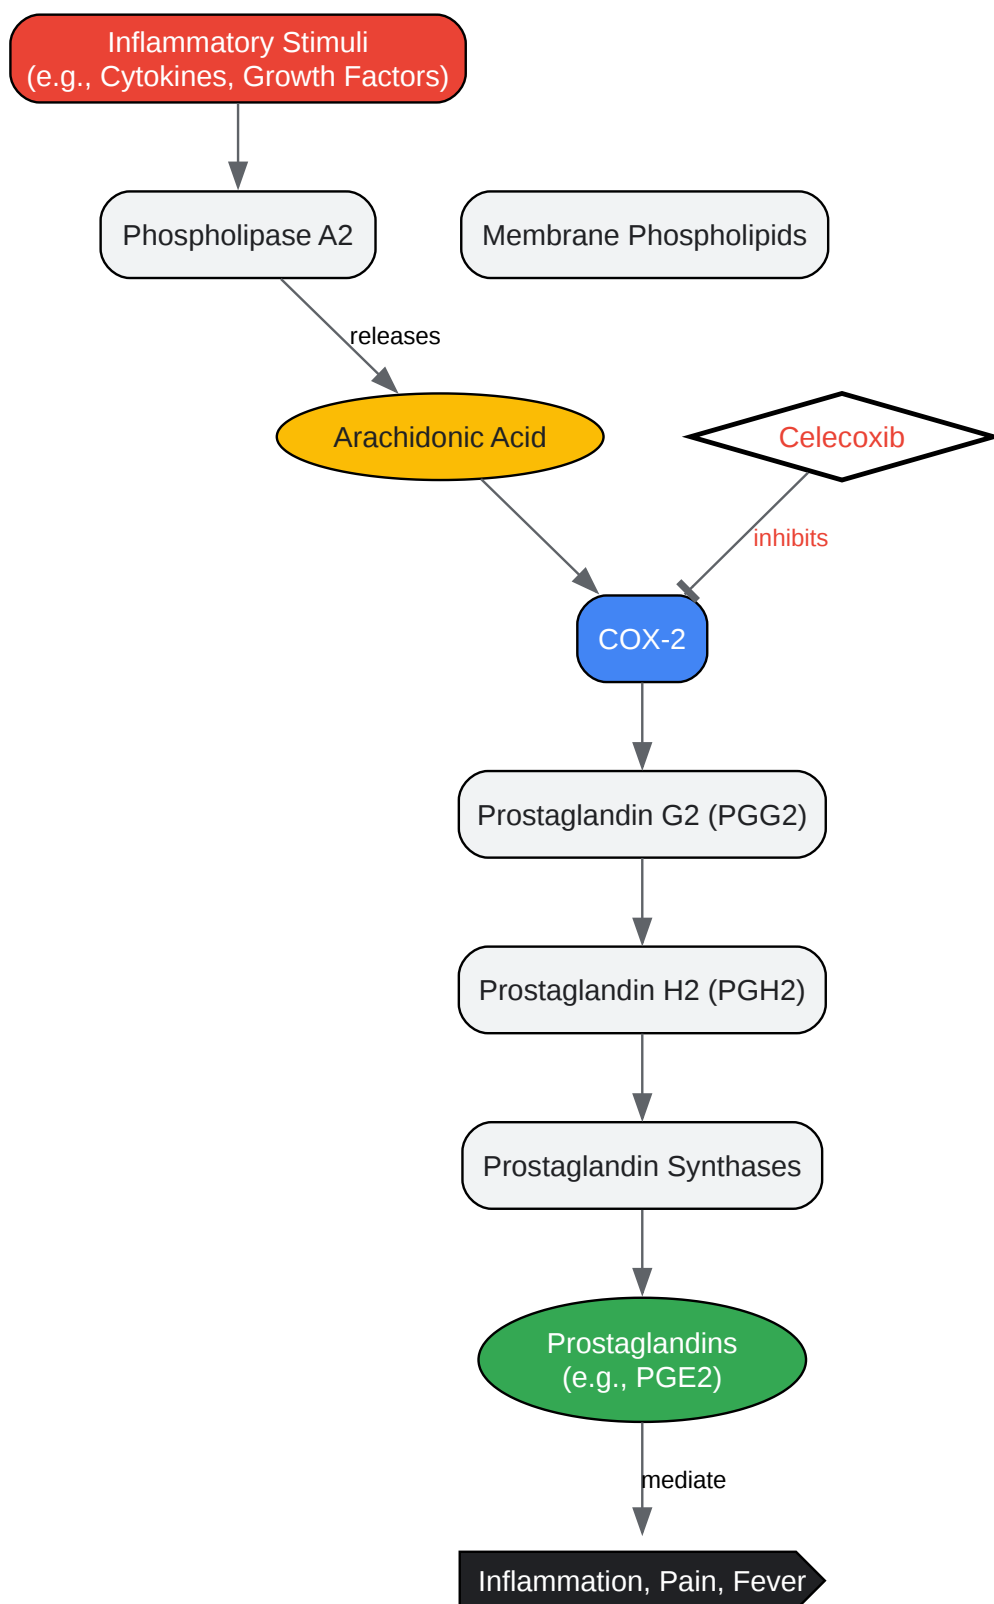 Inflammatory Stimuli
(e.g., Cytokines, Growth Factors)
Phospholipase A2
Membrane Phospholipids
releases
Arachidonic Acid
Celecoxib
inhibits
COX-2
Prostaglandin G2 (PGG2)
Prostaglandin H2 (PGH2)
Prostaglandin Synthases
Prostaglandins
(e.g., PGE2)
mediate
Inflammation, Pain, Fever